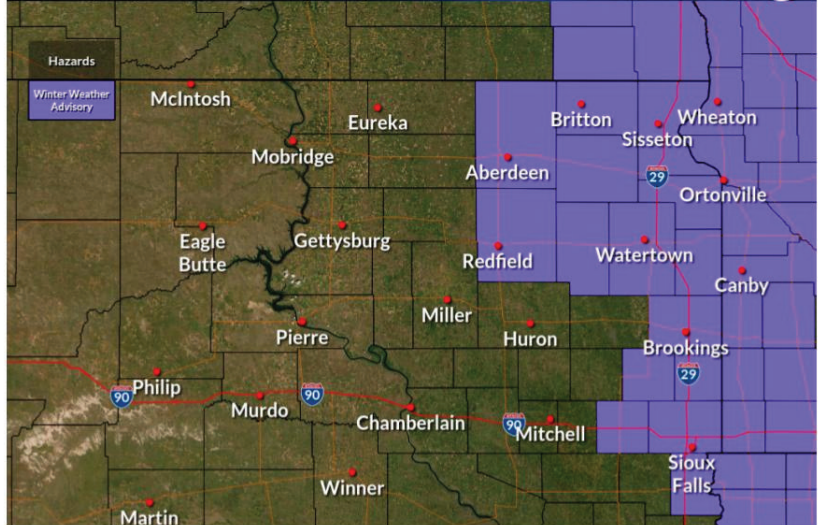 Hazards
Winter Weather
Advisory
McIntosh
Eureka
Britton
Wheaton
Sisseton
Mobridge
Aberdeen
29
Ortonville
Eagle
Butte
Gettysburg
Redfield
Watertown
Canby
Miller
Pierre
Huron
Brookings
29
Philip
90
90
Murdo
Chamberlain
90
Mitchell
Sioux
Falls
Winner
Martin